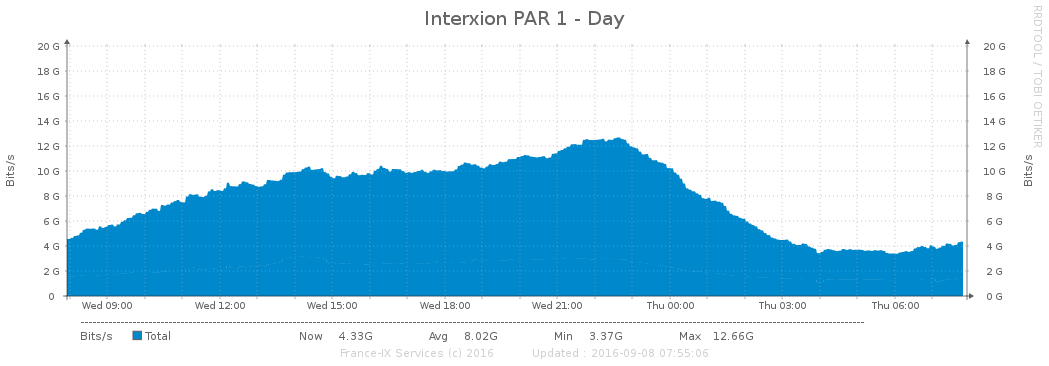 Interxion PAR 1 - Day
RRDTOOL / TOBI OETIKER
Bits/s
20 G
18 G
16 G
14 G
12 G
10 G
8 G
6 G
4 G
2 G
0
20 G
18 G
16 G
14 G
12 G
10 G
8 G
6 G
4 G
2 G
0 G
Bits/s
Wed 09:00 Wed 12:00 Wed 15:00 Wed 18:00 Wed 21:00 Thu 00:00 Thu 03:00 Thu 06:00
Bits/s Total Now 4.33G Avg 8.02G Min 3.37G Max 12.66G
France-IX Services (c) 2016 Updated : 2016-09-08 07:55:06